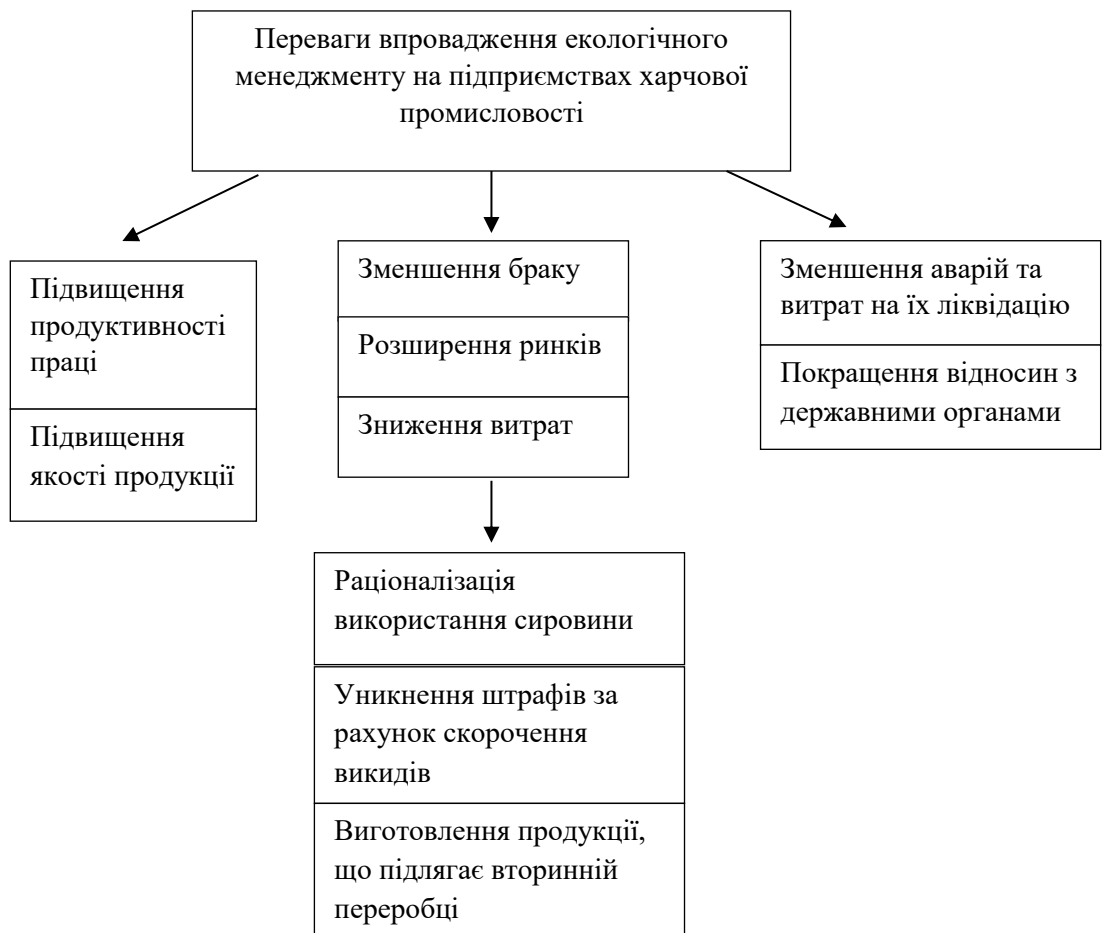 Переваги впровадження екологічного
менеджменту на підприємствах харчової
промисловості
Підвищення
продуктивності
праці
Підвищення
якості продукції
Зменшення браку
Розширення ринків
Зниження витрат
Зменшення аварій та
витрат на їх ліквідацію
Покращення відносин з
державними органами
Раціоналізація
використання сировини
Уникнення штрафів за
рахунок скорочення
викидів
Виготовлення продукції,
що підлягає вторинній
переробці